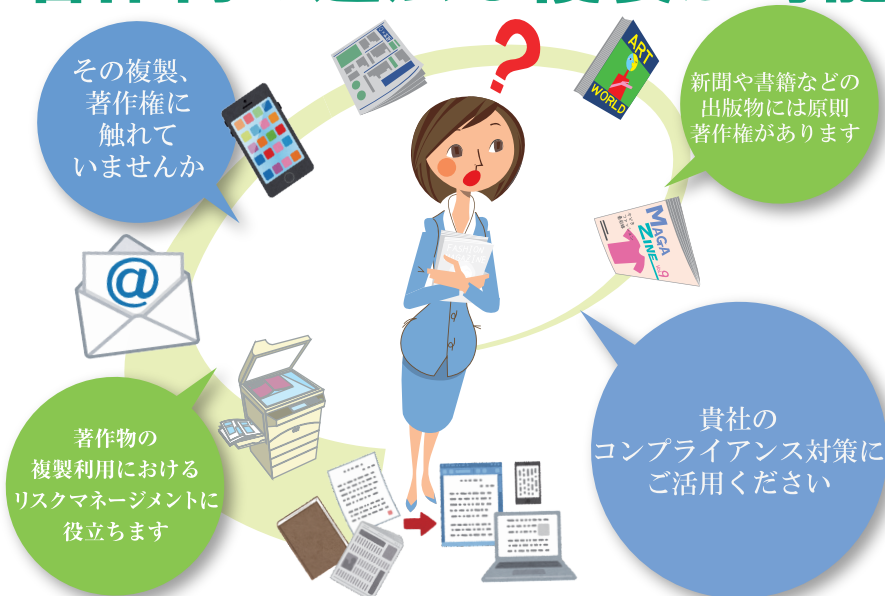 その複製、
著作権に
触れて
いませんか
新聞や書籍などの
出版物には原則
著作権があります
ART
WORLD
MAGA
ZINE
@
著作物の
複製利用における
リスクマネージメントに
役立ちます
貴社の
コンプライアンス対策に
ご活用ください